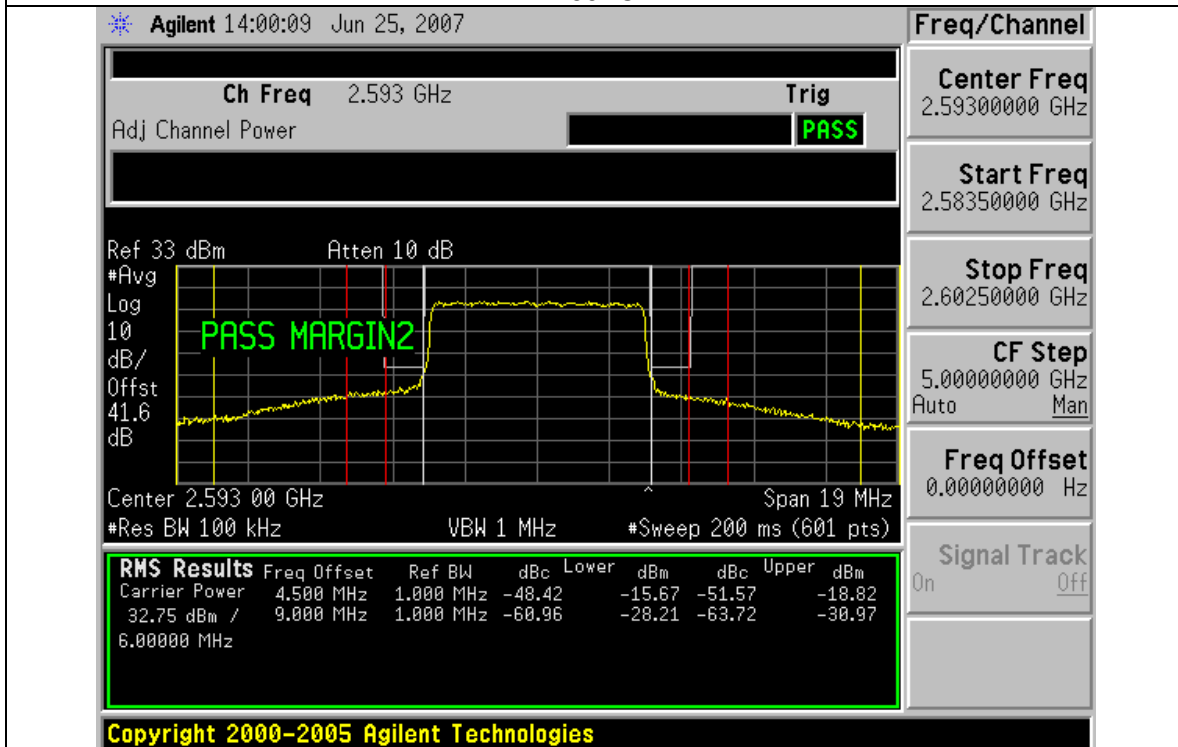 Agilent 14:00:09 Jun 25, 2007
Freq/Channel
Ch Freq 2.593 GHz Trig
Adj Channel Power PASS
Center Freq
2.59300000 GHz
Start Freq
2.58350000 GHz
Stop Freq
2.60250000 GHz
CF Step
5.00000000 GHz
Auto Man
Freq Offset
0.00000000 Hz
Signal Track
On Off
Ref 33 dBm Atten 10 dB
#Avg
Log
10
dB/
Offst
41.6
dB
PASS MARGIN2
Center 2.593 00 GHz ^ Span 19 MHz
#Res BW 100 kHz VBW 1 MHz #Sweep 200 ms (601 pts)
RMS Results Freq Offset Ref BW dBc Lower dBm dBc Upper dBm
Carrier Power 4.500 MHz 1.000 MHz -48.42 -15.67 -51.57 -18.82
32.75 dBm / 9.000 MHz 1.000 MHz -60.96 -28.21 -63.72 -30.97
6.00000 MHz
Copyright 2000-2005 Agilent Technologies